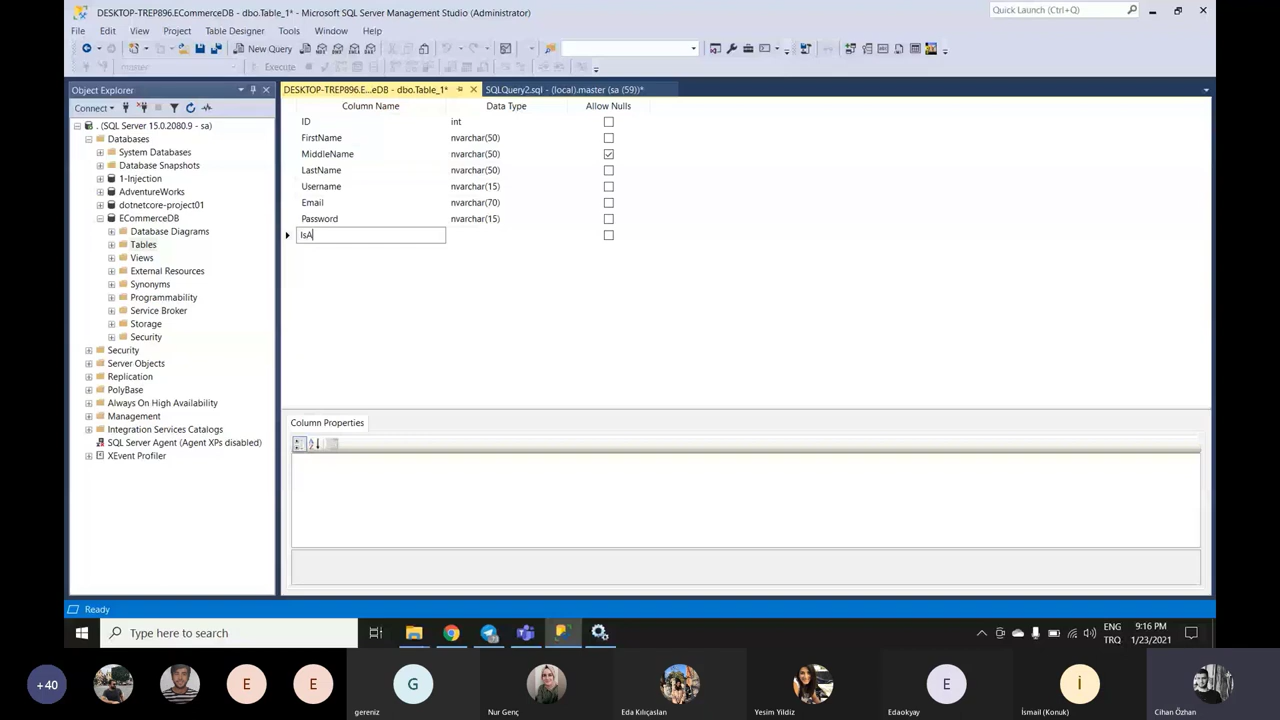 DESKTOP-TREP896.ECommerceDB - dbo.Table_1* - Microsoft SQL Server Management Studio (Administrator)
Quick Launch (Ctrl+Q)
File Edit View Project Table Designer Tools Window Help
New Query
master Execute
Object Explorer
DESKTOP-TREP896.E...eDB - dbo.Table_1*
SQLQuery2.sql - (local).master (sa (59))*
Connect
Column Name Data Type Allow Nulls
ID int
FirstName nvarchar(50)
MiddleName nvarchar(50)
LastName nvarchar(50)
Username nvarchar(15)
Email nvarchar(70)
Password nvarchar(15)
IsA
. (SQL Server 15.0.2080.9 - sa)
Databases
System Databases
Database Snapshots
1-Injection
AdventureWorks
dotnetcore-project01
ECommerceDB
Database Diagrams
Tables
Views
External Resources
Synonyms
Programmability
Service Broker
Storage
Security
Security
Server Objects
Replication
PolyBase
Always On High Availability
Management
Integration Services Catalogs
SQL Server Agent (Agent XPs disabled)
XEvent Profiler
Column Properties
Ready
Type here to search
ENG
TRQ
9:16 PM
1/23/2021
+40 E E G E İ
gereniz Nur Genç Eda Kılıçaslan Yesim Yildiz Edaokyay İsmail (Konuk) Cihan Özhan